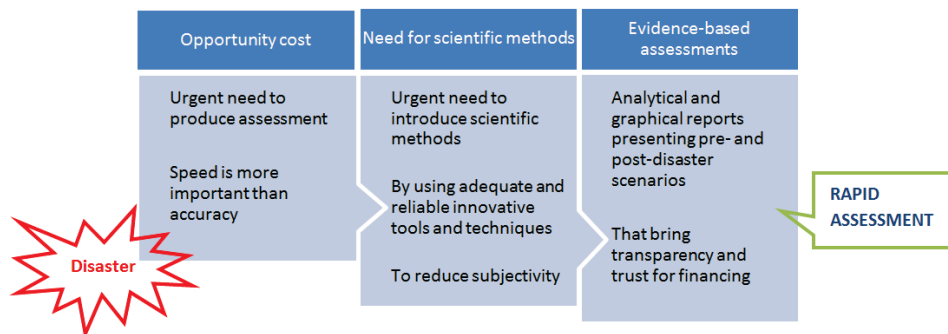 Opportunity cost
Need for scientific methods
Evidence-based
assessments
Urgent need to
produce assessment
Speed is more
important than
accuracy
Urgent need to
introduce scientific
methods
By using adequate and
reliable innovative
tools and techniques
To reduce subjectivity
Analytical and
graphical reports
presenting pre- and
post-disaster
scenarios
That bring
transparency and
trust for financing
Disaster
RAPID
ASSESSMENT